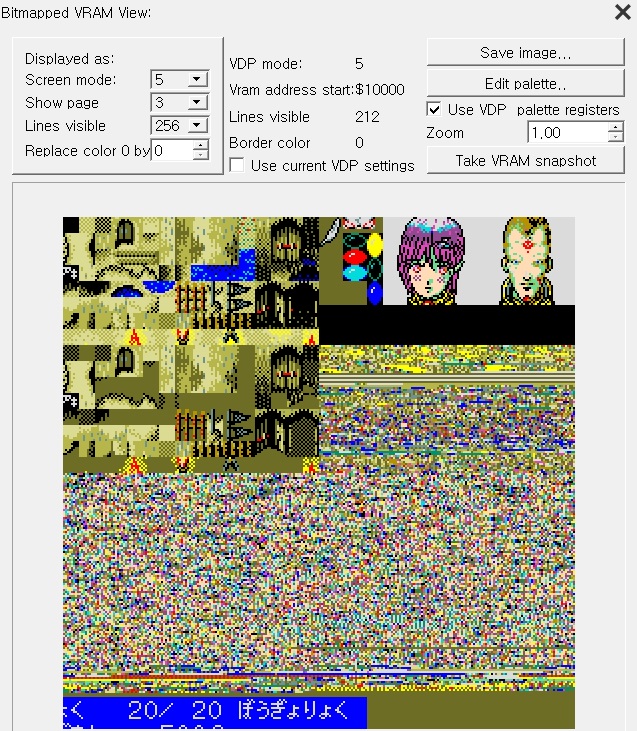 Bitmapped VRAM View:
Displayed as:
Screen mode: 5
Show page 3
Lines visible 256
Replace color 0 by 0
VDP mode: 5
Vram address start: $10000
Lines visible 212
Border color 0
Use current VDP settings
Save image...
Edit palette..
Use VDP palette registers
Zoom 1.00
Take VRAM snapshot
く 20/ 20 ぼうぎょりょく